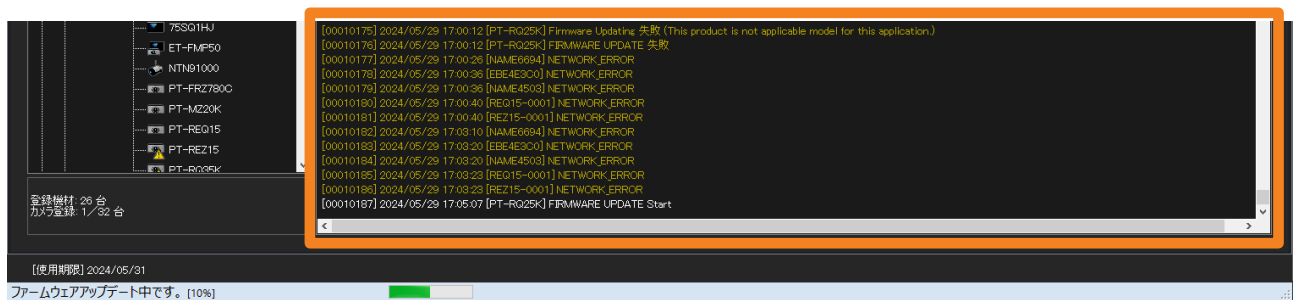 75SQ1HJ
ET-FMP50
NTN91000
PT-FRZ780C
PT-MZ20K
PT-REQ15
PT-REZ15
PT-RQ35K
登録機材: 26 台
カメラ登録: 1/32 台
[00010175] 2024/05/29 17:00:12 [PT-RQ25K] Firmware Updating 失敗 (This product is not applicable model for this application.)
[00010176] 2024/05/29 17:00:12 [PT-RQ25K] FIRMWARE UPDATE 失敗
[00010177] 2024/05/29 17:00:26 [NAME6694] NETWORK_ERROR
[00010178] 2024/05/29 17:00:36 [EBE4E3C0] NETWORK_ERROR
[00010179] 2024/05/29 17:00:36 [NAME4503] NETWORK_ERROR
[00010180] 2024/05/29 17:00:40 [REQ15-0001] NETWORK_ERROR
[00010181] 2024/05/29 17:00:40 [REZ15-0001] NETWORK_ERROR
[00010182] 2024/05/29 17:03:10 [NAME6694] NETWORK_ERROR
[00010183] 2024/05/29 17:03:20 [EBE4E3C0] NETWORK_ERROR
[00010184] 2024/05/29 17:03:20 [NAME4503] NETWORK_ERROR
[00010185] 2024/05/29 17:03:23 [REQ15-0001] NETWORK_ERROR
[00010186] 2024/05/29 17:03:23 [REZ15-0001] NETWORK_ERROR
[00010187] 2024/05/29 17:05:07 [PT-RQ25K] FIRMWARE UPDATE Start
[使用期限] 2024/05/31
ファームウェアアップデート中です。[10%]